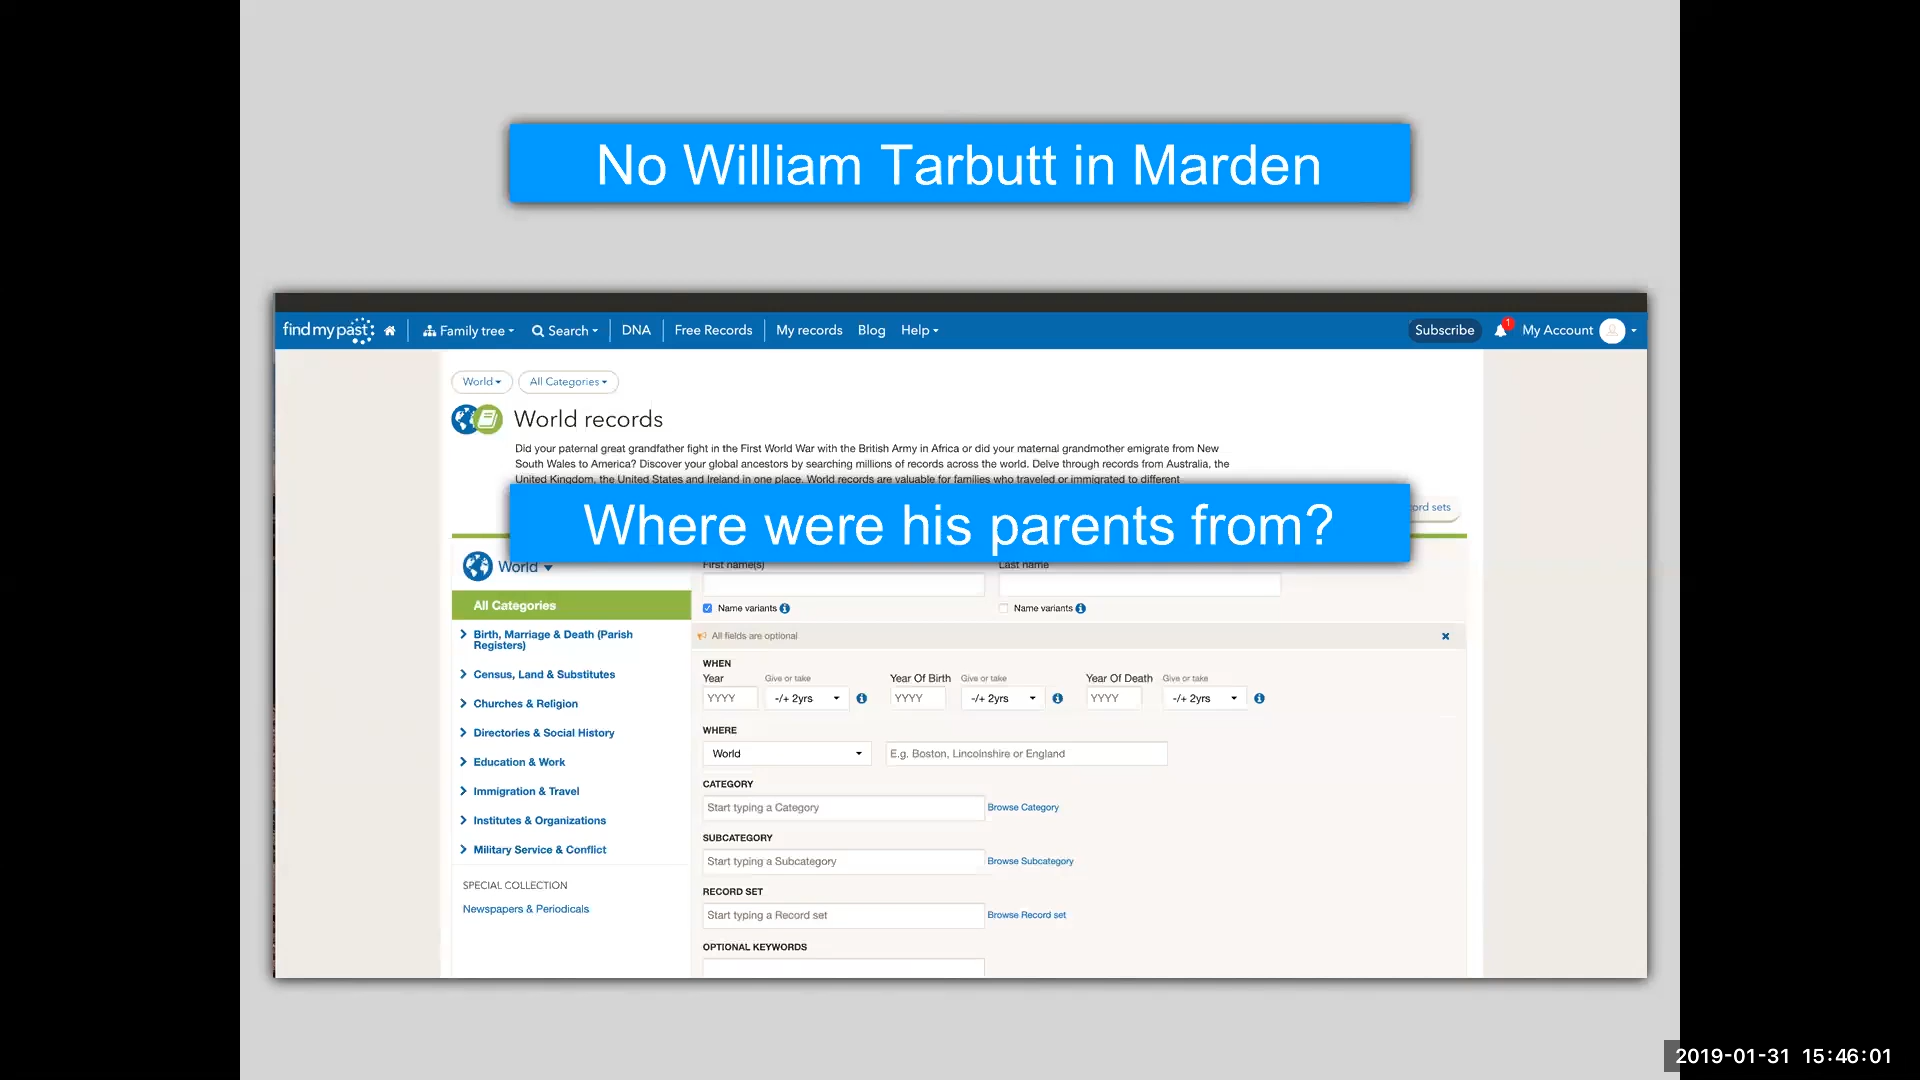 No William Tarbutt in Marden
findmypast Family tree Search DNA Free Records My records Blog Help Subscribe 1 My Account
World All Categories
World records
Did your paternal great grandfather fight in the First World War with the British Army in Africa or did your maternal grandmother emigrate from New
South Wales to America? Discover your global ancestors by searching millions of records across the world. Delve through records from Australia, the
United Kingdom, the United States and Ireland in one place. World records are valuable for families who traveled or immigrated to different
Where were his parents from?
sets
World
First name(s) Last name
Name variants Name variants
All Categories
All fields are optional
Birth, Marriage & Death (Parish
Registers)
Census, Land & Substitutes
Churches & Religion
Directories & Social History
Education & Work
Immigration & Travel
Institutes & Organizations
Military Service & Conflict
SPECIAL COLLECTION
Newspapers & Periodicals
WHEN
Year Give or take Year Of Birth Give or take Year Of Death Give or take
YYYY -/+ 2yrs YYYY -/+ 2yrs YYYY -/+ 2yrs
WHERE
World E.g. Boston, Lincolnshire or England
CATEGORY
Start typing a Category Browse Category
SUBCATEGORY
Start typing a Subcategory Browse Subcategory
RECORD SET
Start typing a Record set Browse Record set
OPTIONAL KEYWORDS
2019-01-31 15:46:01